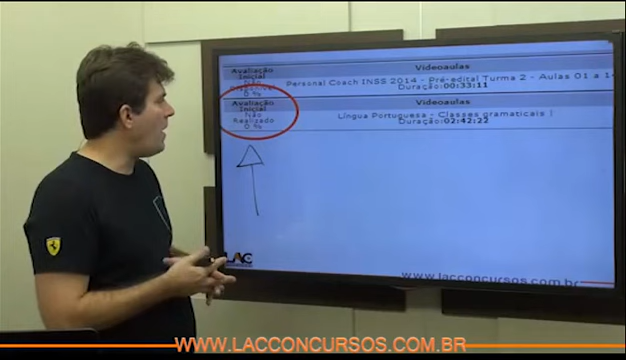 Avaliação Inicial Não
0 %
Videoaulas
Personal Coach INSS 2014 - Pré-edital Turma 2 - Aulas 01 a 14
Duração:00:33:11
Avaliação
Inicial
Não
Realizado
0 %
Videoaulas
Língua Portuguesa - Classes gramaticais I
Duração:02:42:22
LAC
www.lacconcursos.com.br
WWW.LACCONCURSOS.COM.BR